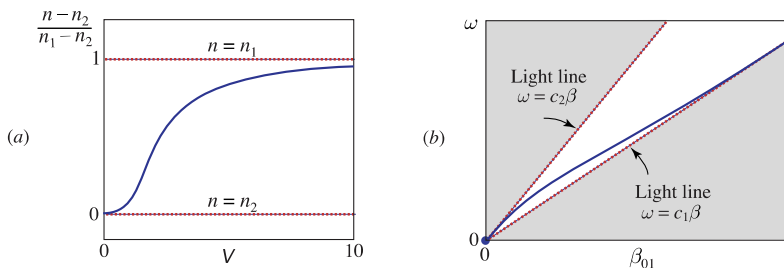 (a)
n − n₂
n₁ − n₂
1
0
n = n₁
n = n₂
0
V
10
(b)
ω
Light line
ω = c₂β
Light line
ω = c₁β
0
0
β₀₁